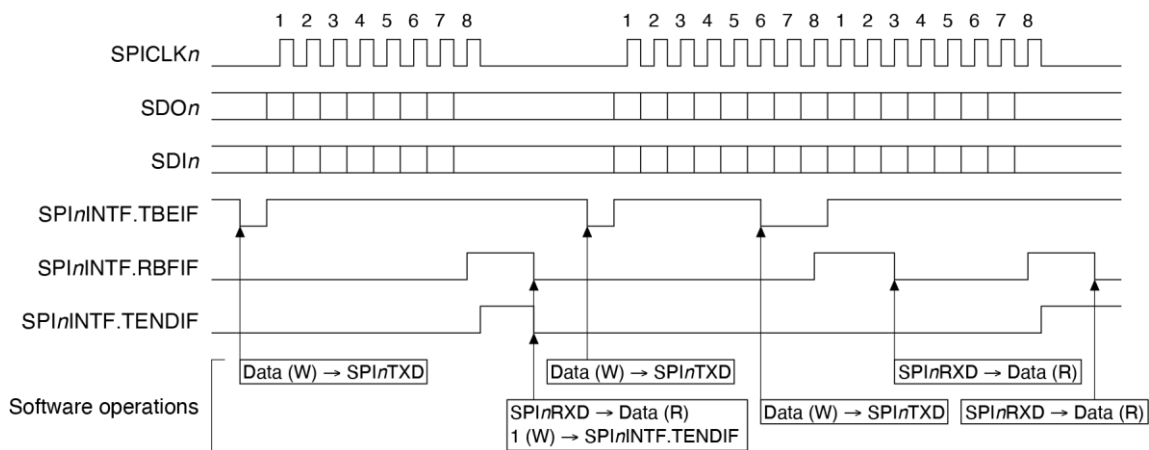 1 2 3 4 5 6 7 8 1 2 3 4 5 6 7 8 1 2 3 4 5 6 7 8
SPICLKn
SDOn
SDIn
SPInINTF.TBEIF
SPInINTF.RBFIF
SPInINTF.TENDIF
Software operations
Data (W) → SPInTXD
SPInRXD → Data (R)
1 (W) → SPInINTF.TENDIF
Data (W) → SPInTXD
Data (W) → SPInTXD
SPInRXD → Data (R)
SPInRXD → Data (R)